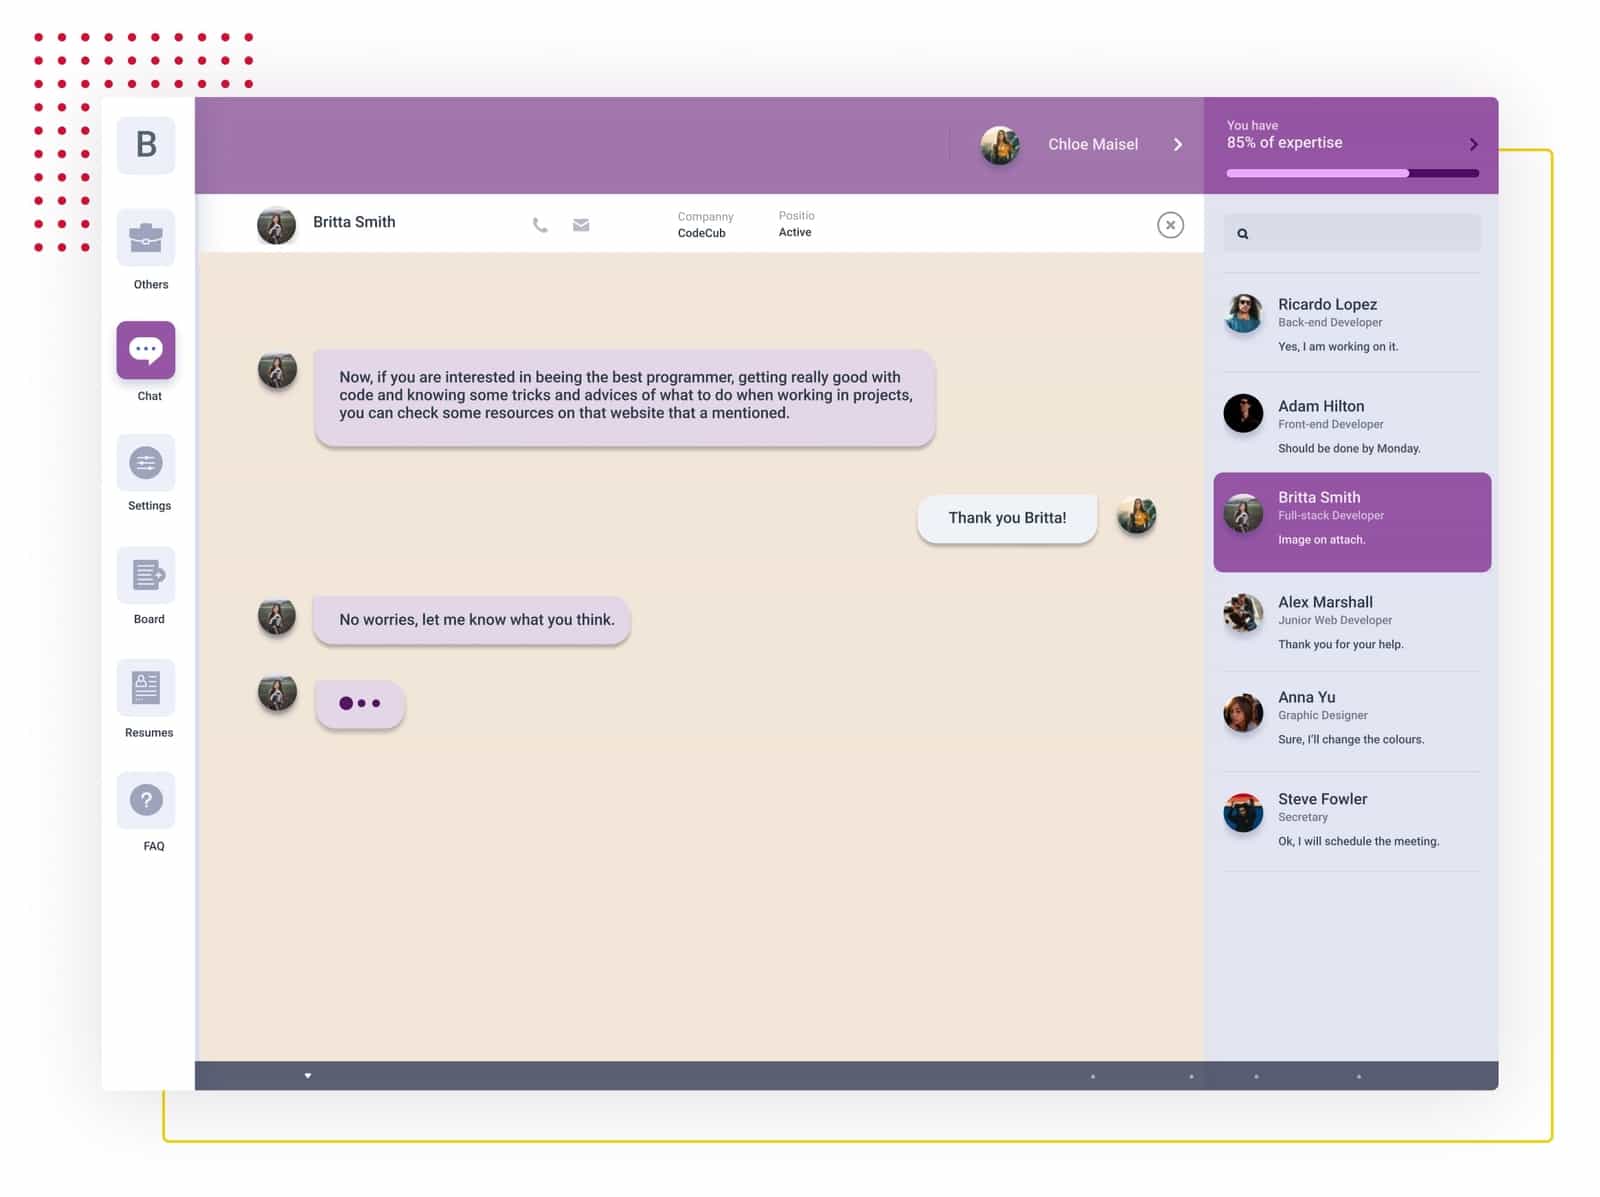 B
Others
Chat
Settings
Board
Resumes
FAQ
Chloe Maisel
You have
85% of expertise
Britta Smith
Companny
CodeCub
Positio
Active
Now, if you are interested in beeing the best programmer, getting really good with
code and knowing some tricks and advices of what to do when working in projects,
you can check some resources on that website that a mentioned.
Thank you Britta!
No worries, let me know what you think.
Ricardo Lopez
Back-end Developer
Yes, I am working on it.
Adam Hilton
Front-end Developer
Should be done by Monday.
Britta Smith
Full-stack Developer
Image on attach.
Alex Marshall
Junior Web Developer
Thank you for your help.
Anna Yu
Graphic Designer
Sure, I'll change the colours.
Steve Fowler
Secretary
Ok, I will schedule the meeting.